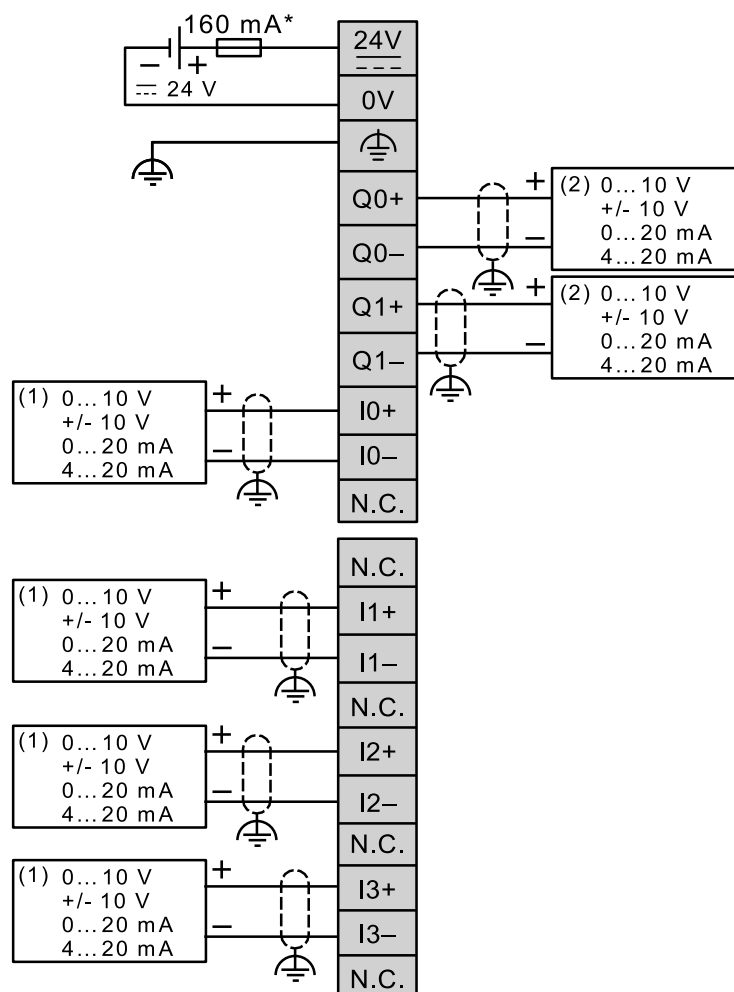 160 mA*
24V
− +
24 V
0V
Q0+
+ (2) 0...10 V
+/- 10 V
Q0−
− 0...20 mA
4...20 mA
Q1+
+ (2) 0...10 V
+/- 10 V
Q1−
− 0...20 mA
4...20 mA
(1) 0...10 V +
+/- 10 V
0...20 mA −
4...20 mA
I0+
I0−
N.C.
N.C.
(1) 0...10 V +
+/- 10 V
0...20 mA −
4...20 mA
I1+
I1−
N.C.
(1) 0...10 V +
+/- 10 V
0...20 mA −
4...20 mA
I2+
I2−
N.C.
(1) 0...10 V +
+/- 10 V
0...20 mA −
4...20 mA
I3+
I3−
N.C.